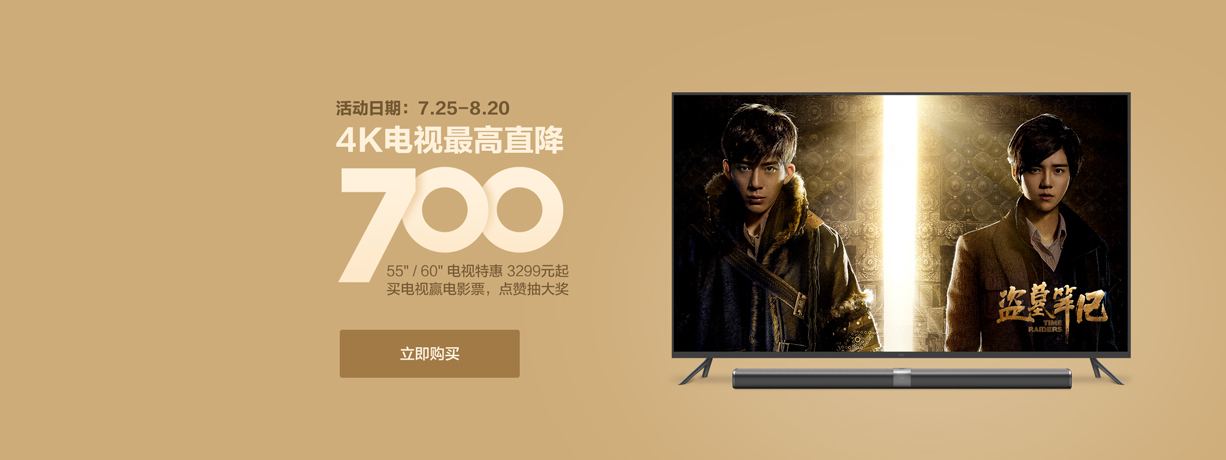 活动日期：7.25-8.20
4K电视最高直降
700
55" / 60" 电视特惠 3299元起
买电视赢电影票，点赞抽大奖
立即购买
盗墓笔记
TIME
RAIDERS